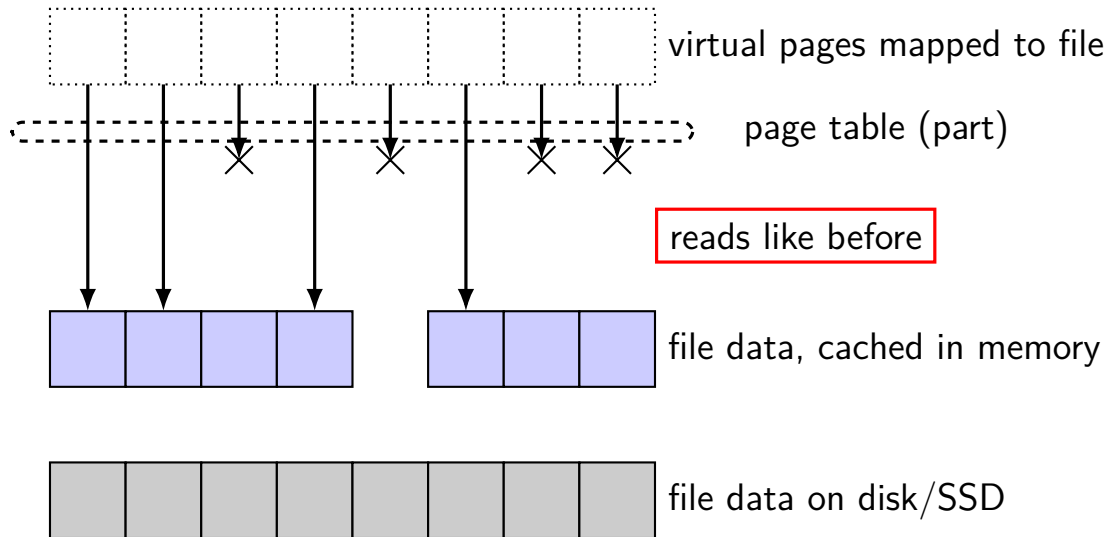 virtual pages mapped to file
page table (part)
reads like before
file data, cached in memory
file data on disk/SSD